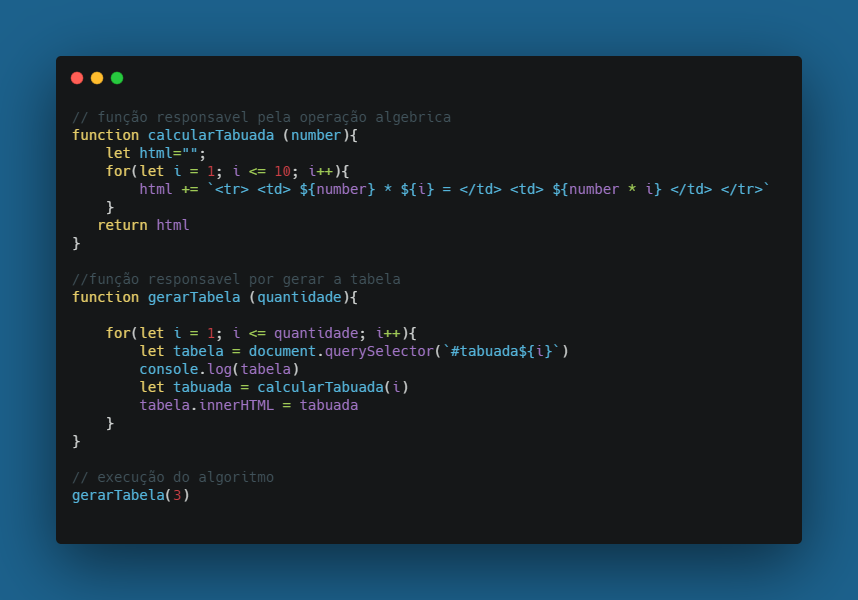 // função responsavel pela operação algebrica
function calcularTabuada (number){
    let html="";
    for(let i = 1; i <= 10; i++){
        html += `<tr> <td> ${number} * ${i} = </td> <td> ${number * i} </td> </tr>`
    }
   return html
}

//função responsavel por gerar a tabela
function gerarTabela (quantidade){

    for(let i = 1; i <= quantidade; i++){
        let tabela = document.querySelector(`#tabuada${i}`)
        console.log(tabela)
        let tabuada = calcularTabuada(i)
        tabela.innerHTML = tabuada
    }
}

// execução do algoritmo
gerarTabela(3)